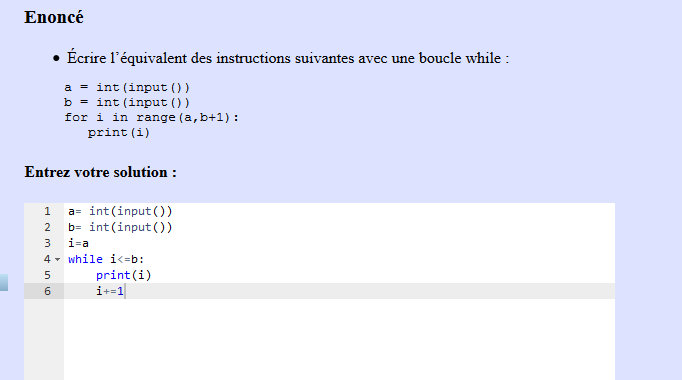 Enoncé
• Écrire l'équivalent des instructions suivantes avec une boucle while :
a = int(input())
b = int(input())
for i in range(a,b+1):
print(i)
Entrez votre solution :
1 a= int(input())
2 b= int(input())
3 i=a
4 while i<=b:
5 print(i)
6 i+=1